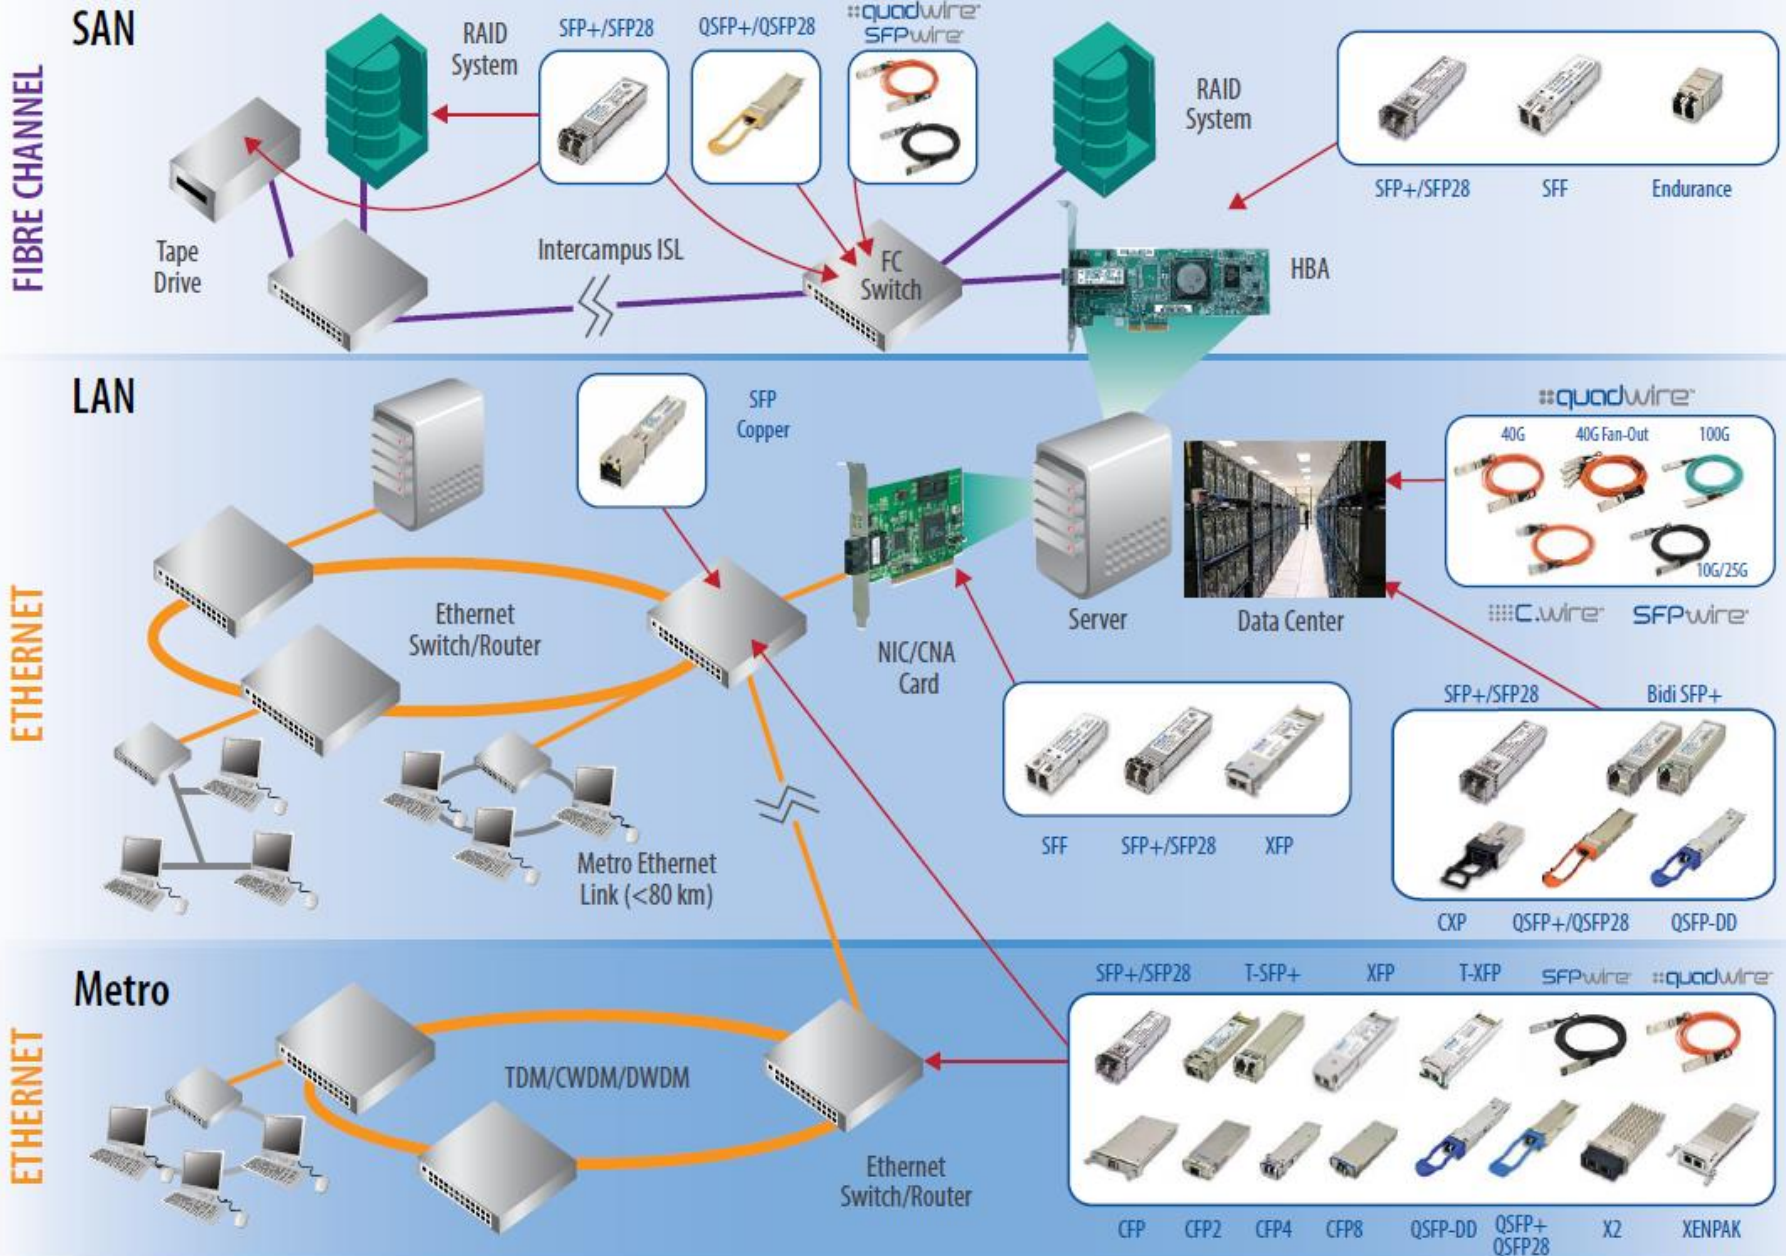 SAN
FIBRE CHANNEL
RAID
System
SFP+/SFP28
QSFP+/QSFP28
quadwire
SFPwire
RAID
System
SFP+/SFP28
SFF
Endurance
Tape
Drive
Intercampus ISL
FC
Switch
HBA
LAN
ETHERNET
SFP
Copper
quadwire
40G
40G Fan-Out
100G
10G/25G
C.wire
SFPwire
Ethernet
Switch/Router
NIC/CNA
Card
Server
Data Center
SFF
SFP+/SFP28
XFP
SFP+/SFP28
Bidi SFP+
CXP
QSFP+/QSFP28
QSFP-DD
Metro Ethernet
Link (<80 km)
Metro
ETHERNET
TDM/CWDM/DWDM
Ethernet
Switch/Router
SFP+/SFP28
T-SFP+
XFP
T-XFP
SFPwire
quadwire
CFP
CFP2
CFP4
CFP8
QSFP-DD
QSFP+
QSFP28
X2
XENPAK